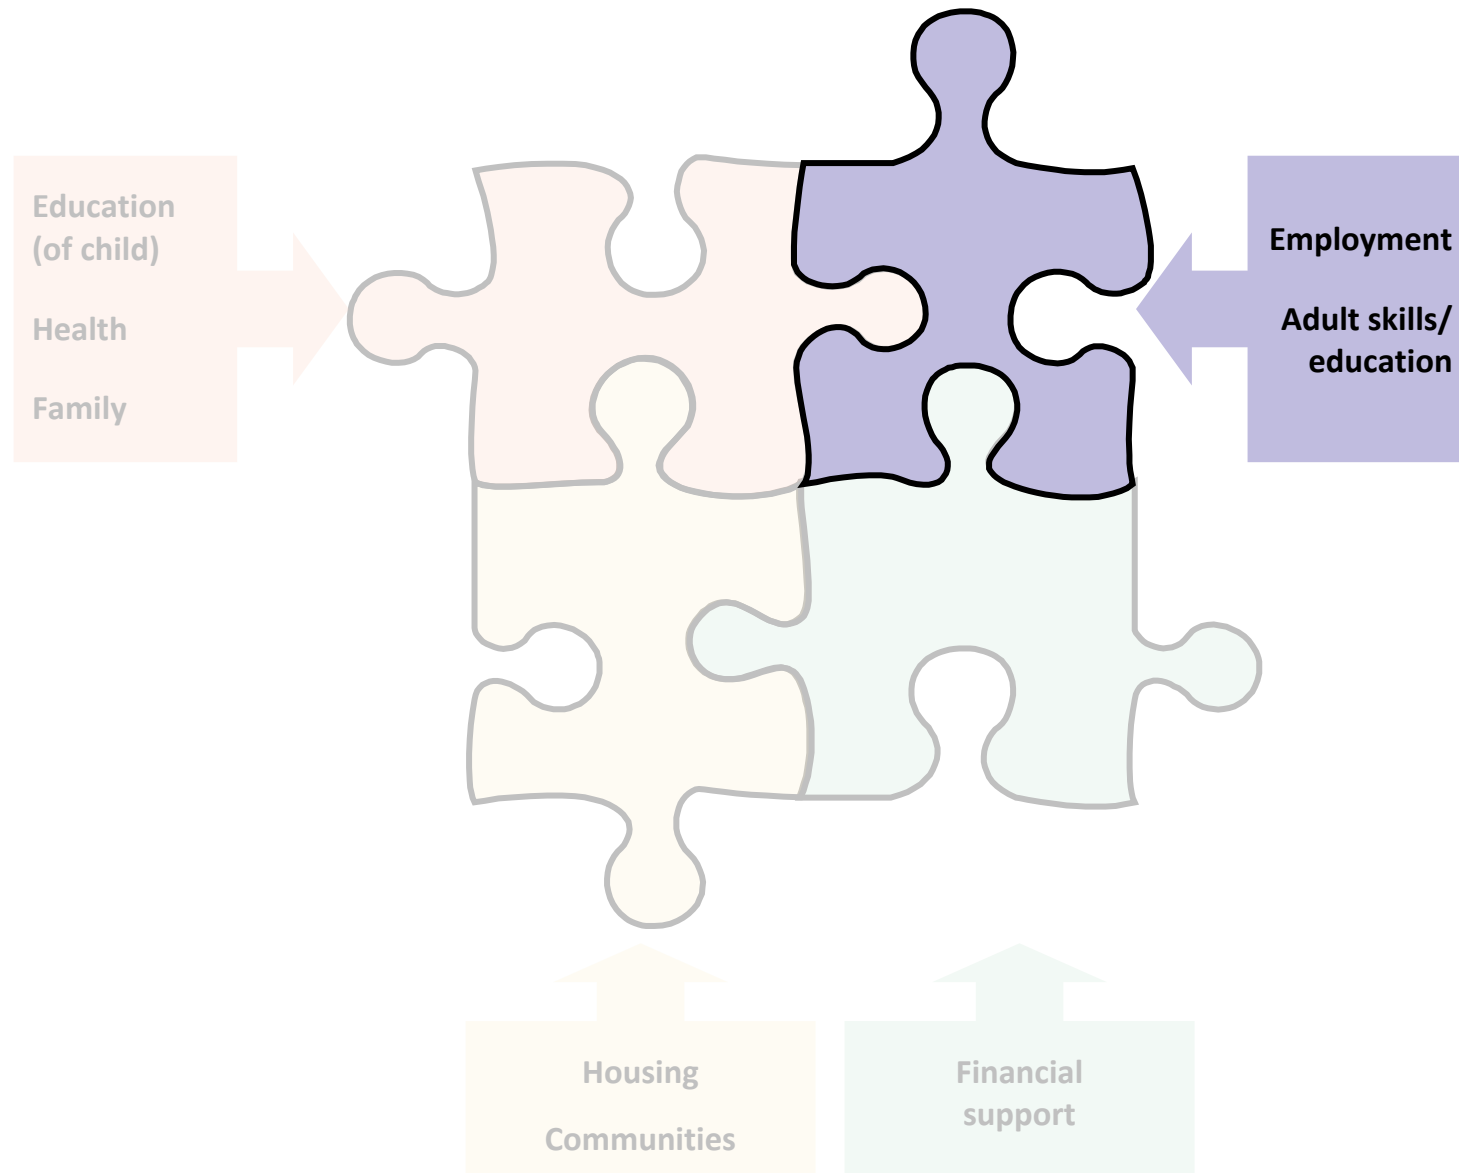 Education
(of child)
Health
Family
Employment
Adult skills/
education
Housing
Communities
Financial
support